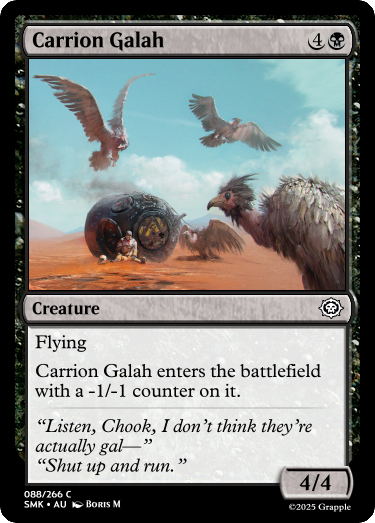 Carrion Galah 4
Creature
Flying
Carrion Galah enters the battlefield
with a -1/-1 counter on it.
“Listen, Chook, I don’t think they’re
actually gal—”
“Shut up and run.”
4/4
088/266 C
SMK • AU Boris M
©2025 Grapple